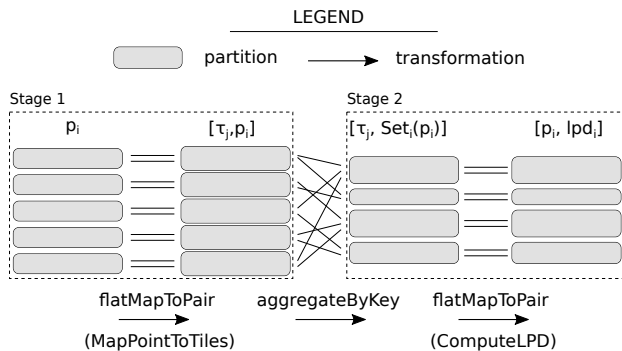 LEGEND
partition
transformation
Stage 1
Stage 2
pᵢ
[τⱼ,pᵢ]
[τⱼ, Setᵢ(pᵢ)]
[pᵢ, lpdᵢ]
flatMapToPair
aggregateByKey
flatMapToPair
(MapPointToTiles)
(ComputeLPD)